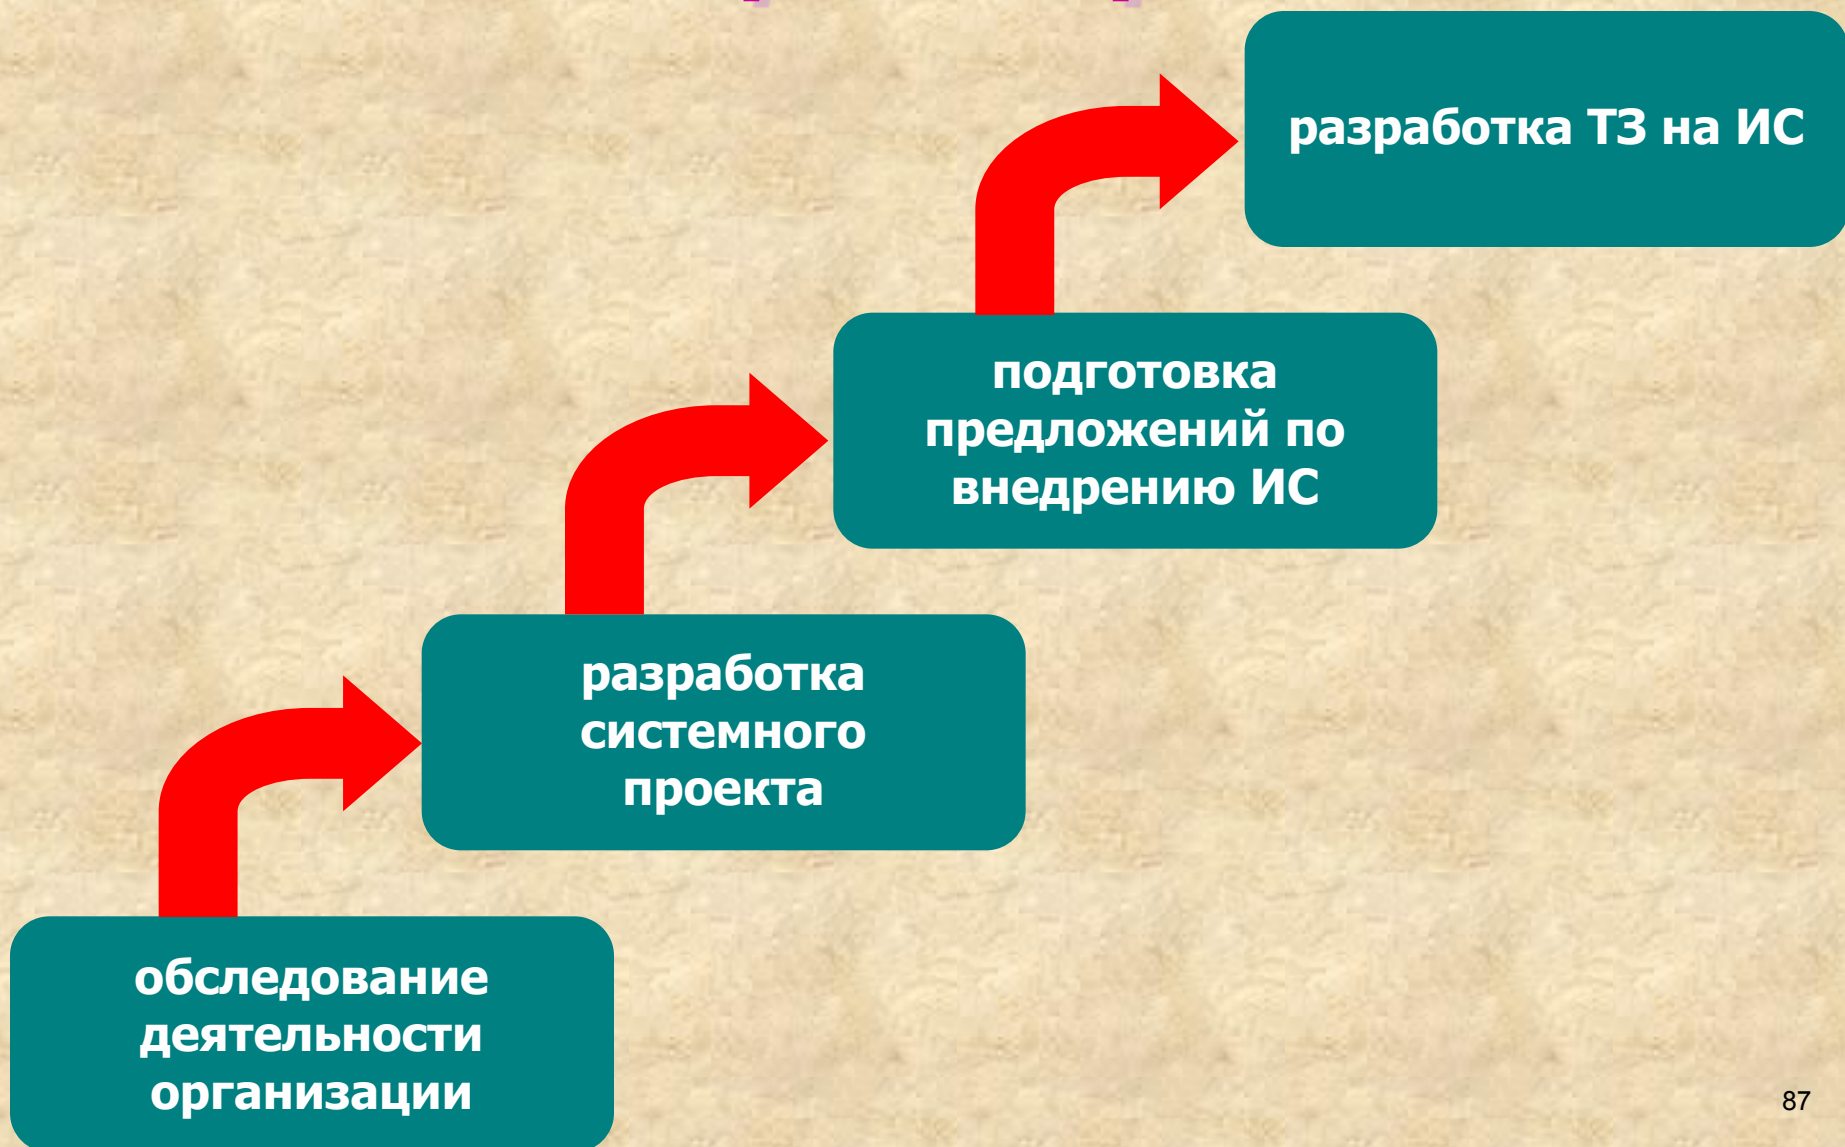 разработка ТЗ на ИС
подготовка
предложений по
внедрению ИС
разработка
системного
проекта
обследование
деятельности
организации
87